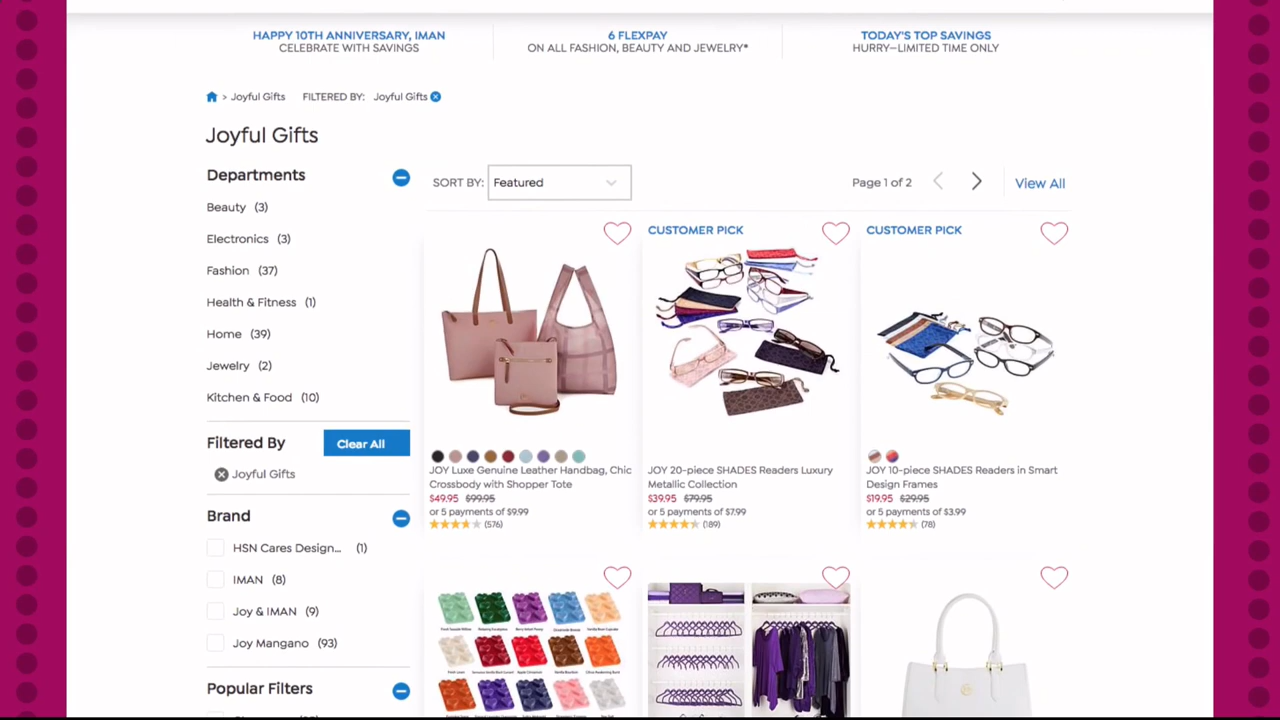 HAPPY 10TH ANNIVERSARY, IMAN
CELEBRATE WITH SAVINGS
6 FLEXPAY
ON ALL FASHION, BEAUTY AND JEWELRY*
TODAY'S TOP SAVINGS
HURRY—LIMITED TIME ONLY
> Joyful Gifts FILTERED BY: Joyful Gifts
Joyful Gifts
Departments
Beauty (3)
Electronics (3)
Fashion (37)
Health & Fitness (1)
Home (39)
Jewelry (2)
Kitchen & Food (10)
Filtered By
Clear All
Joyful Gifts
Brand
HSN Cares Design... (1)
IMAN (8)
Joy & IMAN (9)
Joy Mangano (93)
Popular Filters
SORT BY: Featured
Page 1 of 2
View All
JOY Luxe Genuine Leather Handbag, Chic
Crossbody with Shopper Tote
$49.95 $99.95
or 5 payments of $9.99
(576)
CUSTOMER PICK
JOY 20-piece SHADES Readers Luxury
Metallic Collection
$39.95 $79.95
or 5 payments of $7.99
(189)
CUSTOMER PICK
JOY 10-piece SHADES Readers in Smart
Design Frames
$19.95 $29.95
or 5 payments of $3.99
(78)